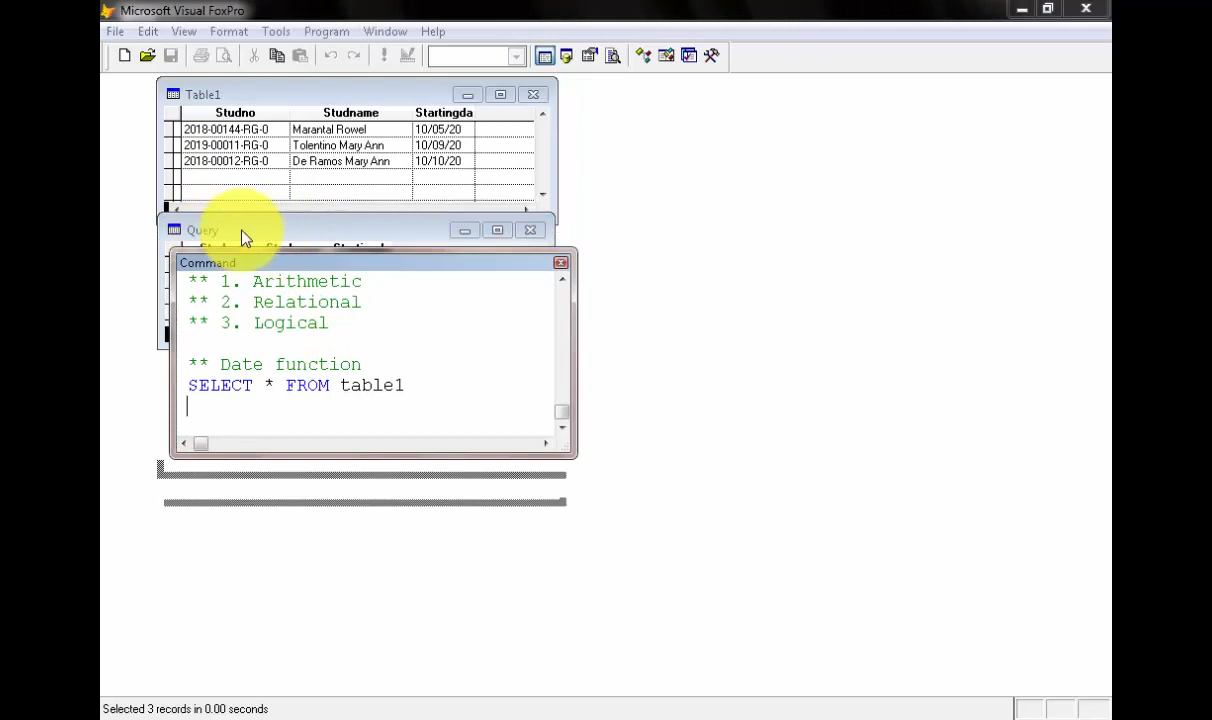 Microsoft Visual FoxPro
File Edit View Format Tools Program Window Help
Table1
Studno Studname Startingda
2018-00144-RG-0 Marantal Rowel 10/05/20
2019-00011-RG-0 Tolentino Mary Ann 10/09/20
2018-00012-RG-0 De Ramos Mary Ann 10/10/20
Query
Command
** 1. Arithmetic
** 2. Relational
** 3. Logical
** Date function
SELECT * FROM table1
Selected 3 records in 0.00 seconds